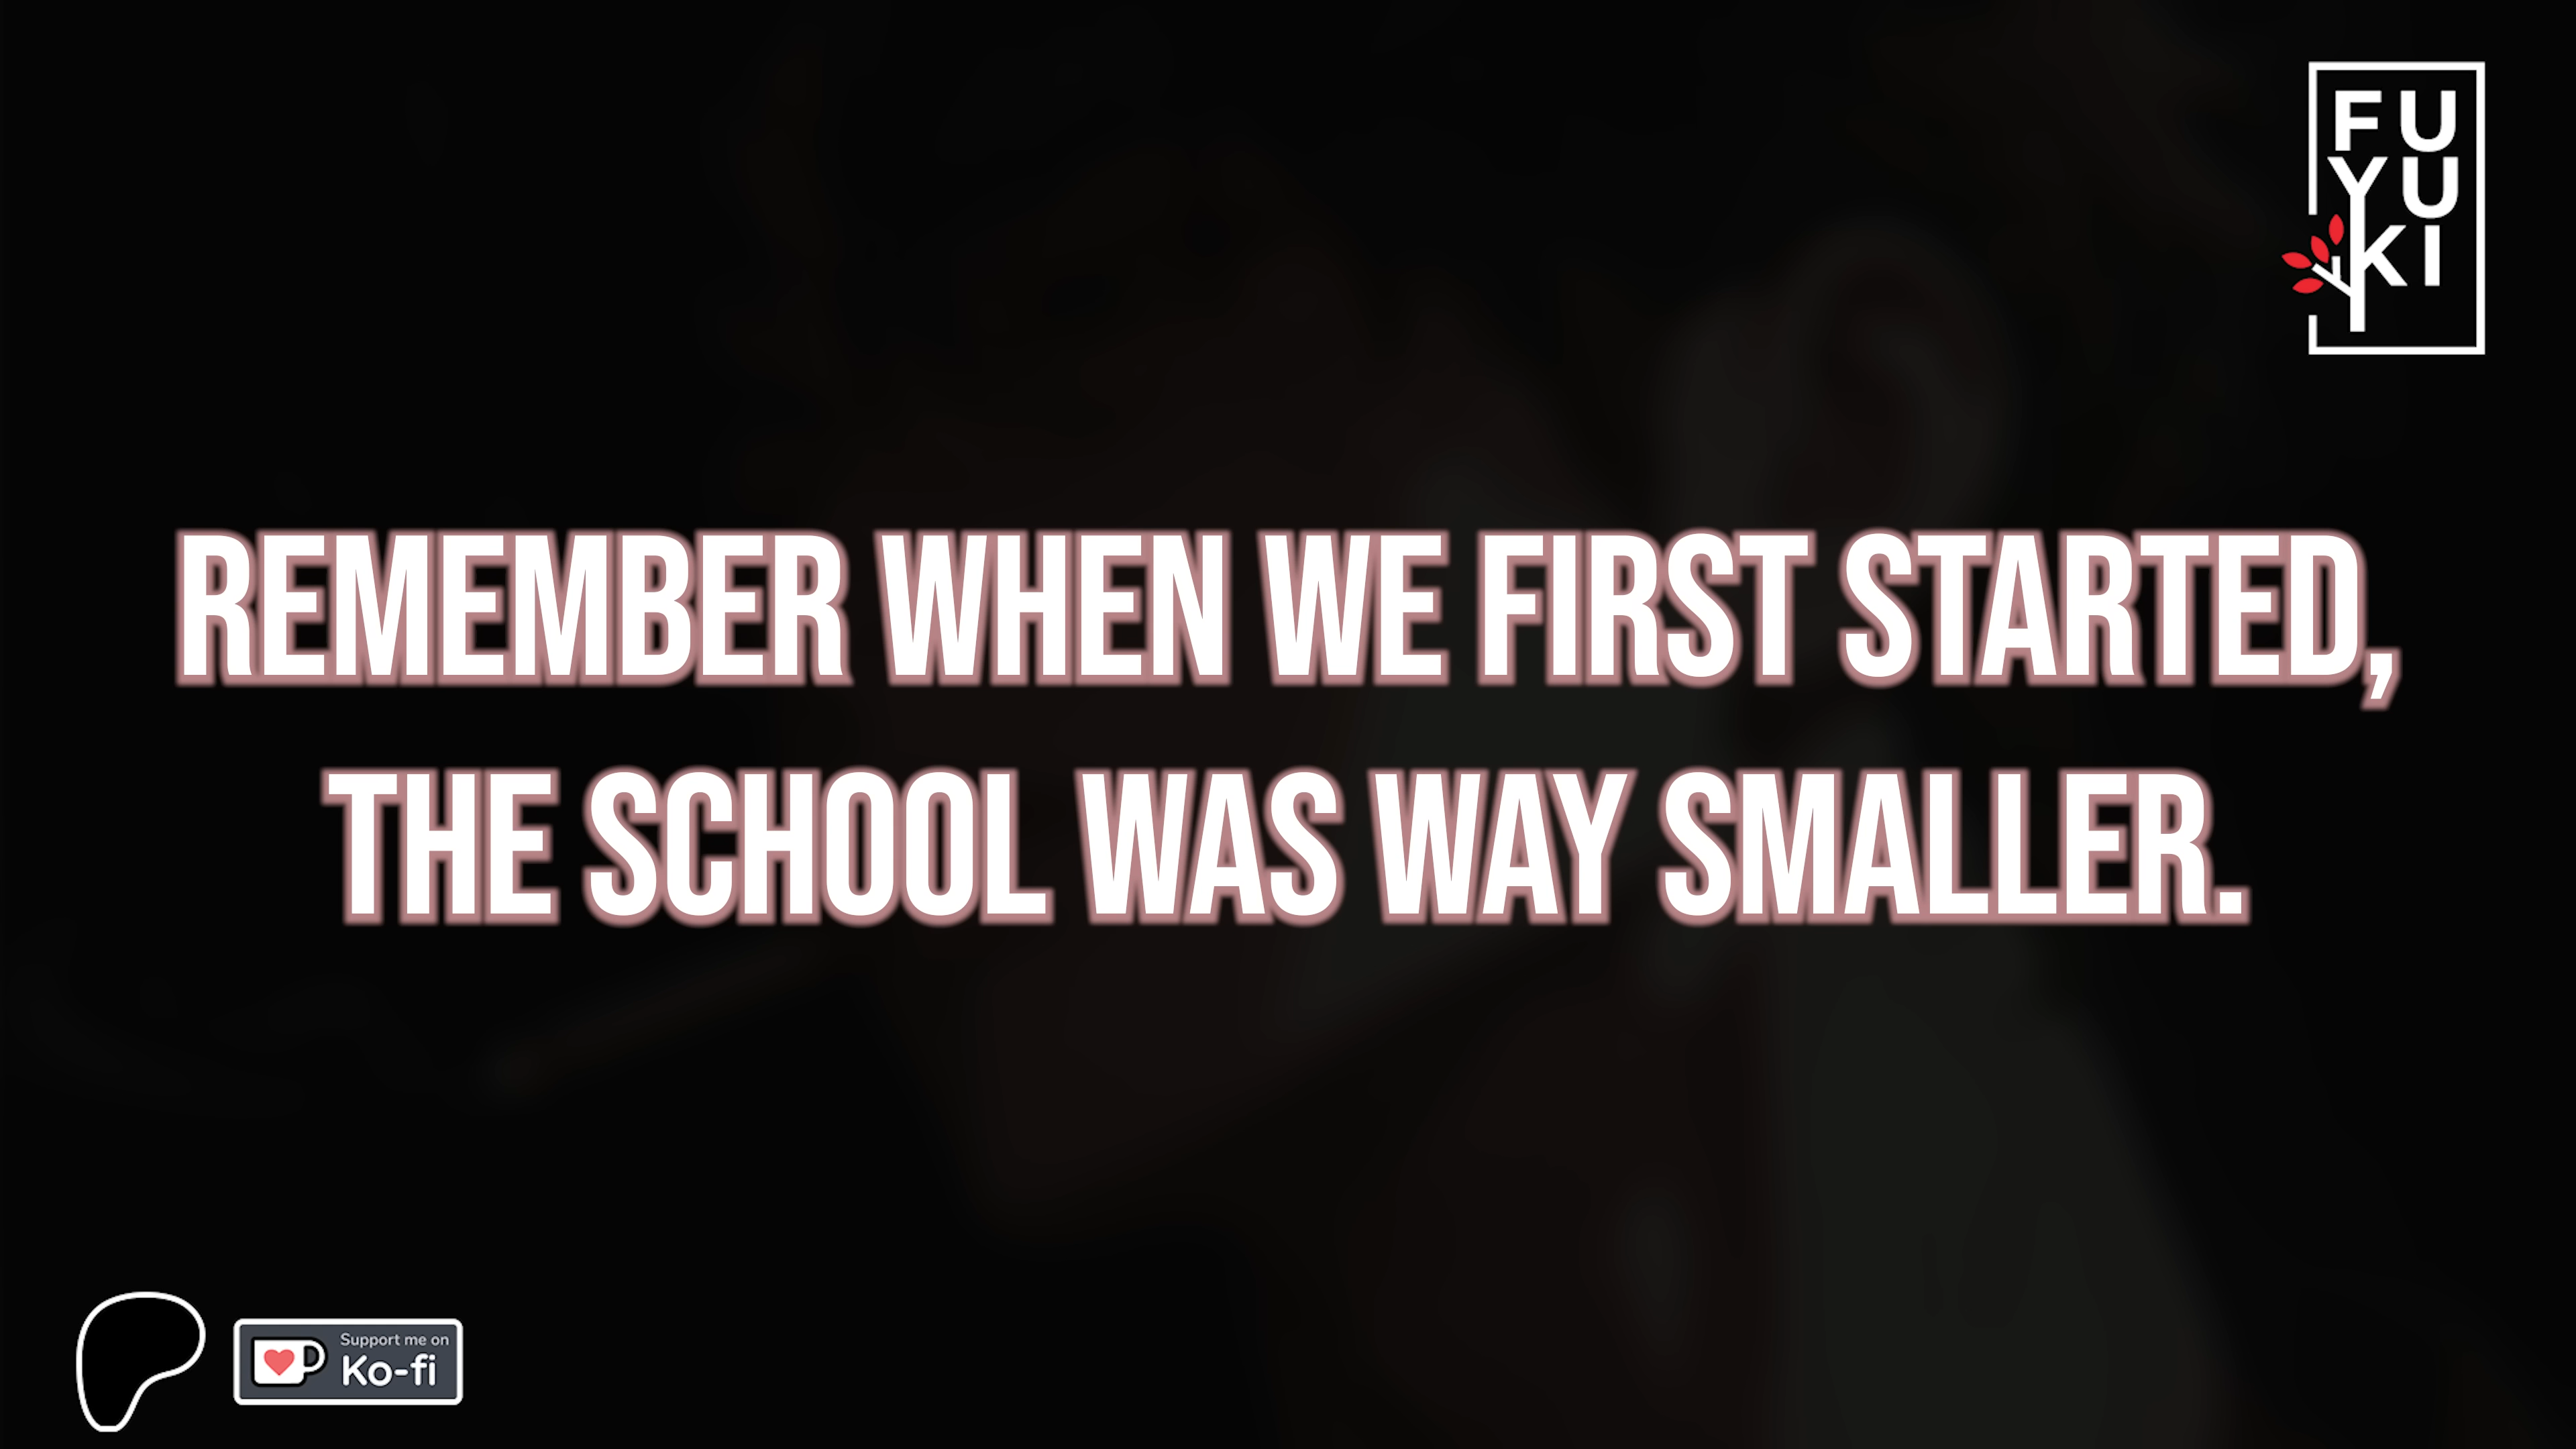 FU
YU
KI
REMEMBER WHEN WE FIRST STARTED,
THE SCHOOL WAS WAY SMALLER.
Support me on
Ko-fi